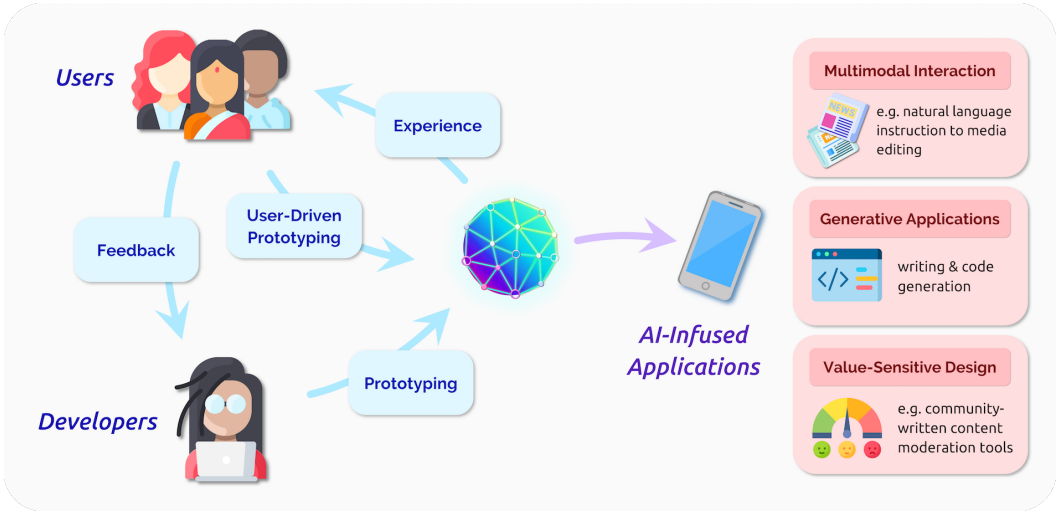 Users
Experience
User-Driven
Prototyping
Feedback
Prototyping
Developers
AI-Infused
Applications
Multimodal Interaction
NEWS
e.g. natural language
instruction to media
editing
Generative Applications
</>
writing & code
generation
Value-Sensitive Design
e.g. community-
written content
moderation tools